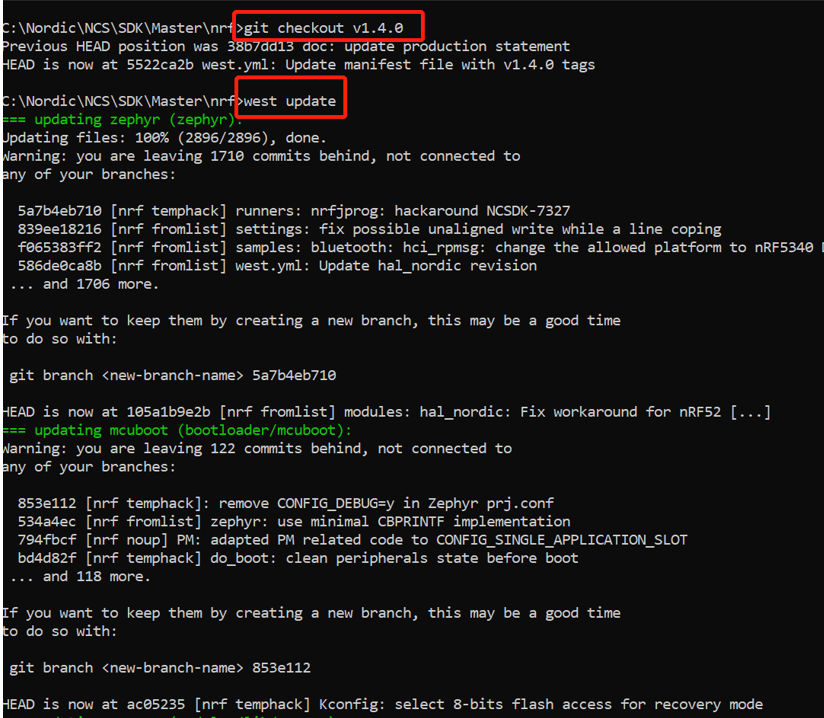 C:\Nordic\NCS\SDK\Master\nrf>git checkout v1.4.0
Previous HEAD position was 38b7dd13 doc: update production statement
HEAD is now at 5522ca2b west.yml: Update manifest file with v1.4.0 tags
C:\Nordic\NCS\SDK\Master\nrf>west update
=== updating zephyr (zephyr):
Updating files: 100% (2896/2896), done.
Warning: you are leaving 1710 commits behind, not connected to
any of your branches:
5a7b4eb710 [nrf temphack] runners: nrfjprog: hackaround NCSDK-7327
839ee18216 [nrf fromlist] settings: fix possible unaligned write while a line coping
f065383ff2 [nrf fromlist] samples: bluetooth: hci_rpmsg: change the allowed platform to nRF5340
586de0ca8b [nrf fromlist] west.yml: Update hal_nordic revision
... and 1706 more.
If you want to keep them by creating a new branch, this may be a good time
to do so with:
git branch <new-branch-name> 5a7b4eb710
HEAD is now at 105a1b9e2b [nrf fromlist] modules: hal_nordic: Fix workaround for nRF52 [...]
=== updating mcuboot (bootloader/mcuboot):
Warning: you are leaving 122 commits behind, not connected to
any of your branches:
853e112 [nrf temphack]: remove CONFIG_DEBUG=y in Zephyr prj.conf
534a4ec [nrf fromlist] zephyr: use minimal CBPRINTF implementation
794fbcf [nrf noup] PM: adapted PM related code to CONFIG_SINGLE_APPLICATION_SLOT
bd4d82f [nrf temphack] do_boot: clean peripherals state before boot
... and 118 more.
If you want to keep them by creating a new branch, this may be a good time
to do so with:
git branch <new-branch-name> 853e112
HEAD is now at ac05235 [nrf temphack] Kconfig: select 8-bits flash access for recovery mode